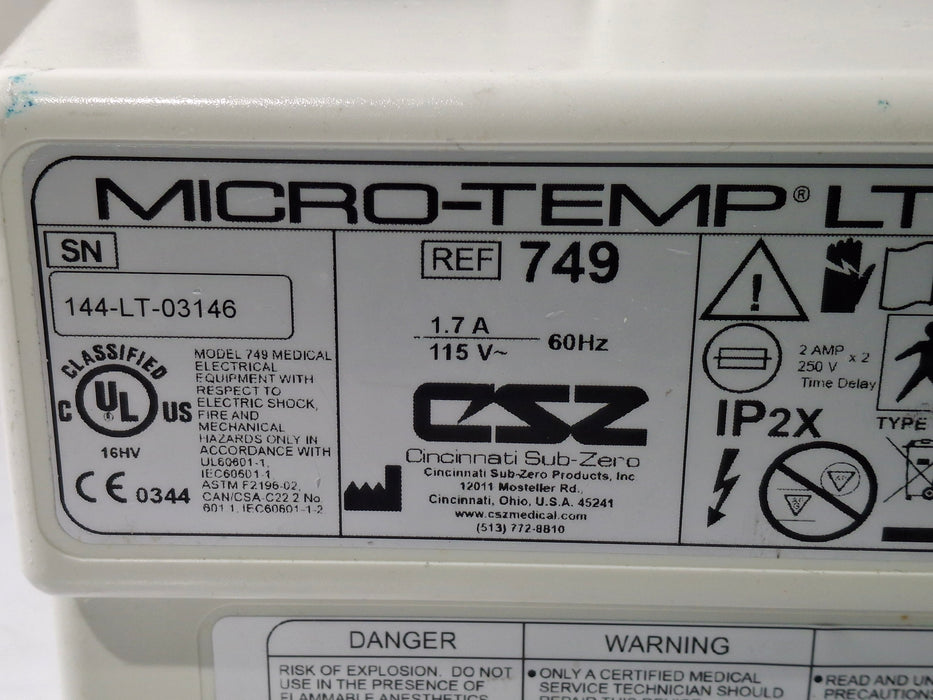 MICRO-TEMP® LT
SN
144-LT-03146
CLASSIFIED
C UL US
®
16HV
CE 0344
MODEL 749 MEDICAL
ELECTRICAL
EQUIPMENT WITH
RESPECT TO
ELECTRIC SHOCK,
FIRE AND
MECHANICAL
HAZARDS ONLY IN
ACCORDANCE WITH
UL60601-1,
IEC60601-1
ASTM F2196-02,
CAN/CSA-C22 2 No.
601 1, IEC60601-1-2
REF 749
1.7 A
115 V~ 60Hz
CSZ
Cincinnati Sub-Zero
Cincinnati Sub-Zero Products, Inc
12011 Mosteller Rd.,
Cincinnati, Ohio, U.S.A. 45241
www.cszmedical.com
(513) 772-8810
!
2 AMP x 2
250 V
Time Delay
IP2X
TYPE
DANGER
RISK OF EXPLOSION. DO NOT
USE IN THE PRESENCE OF
FLAMMABLE ANESTHETICS
WARNING
• ONLY A CERTIFIED MEDICAL
SERVICE TECHNICIAN SHOULD
• READ AND UN